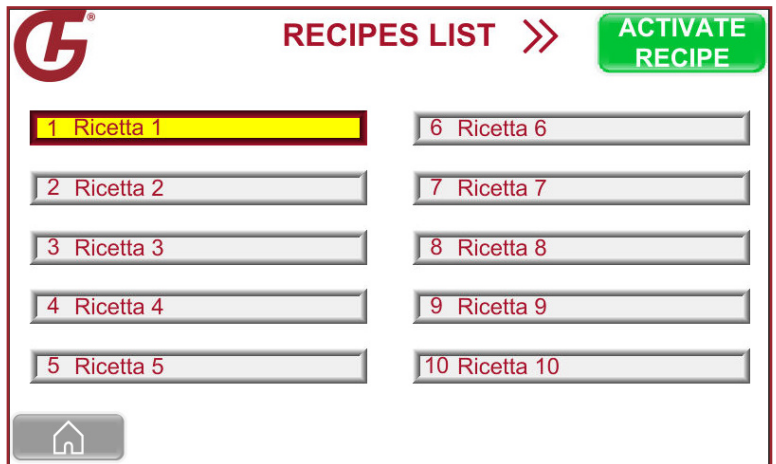 RECIPES LIST
ACTIVATE
RECIPE
1 Ricetta 1
2 Ricetta 2
3 Ricetta 3
4 Ricetta 4
5 Ricetta 5
6 Ricetta 6
7 Ricetta 7
8 Ricetta 8
9 Ricetta 9
10 Ricetta 10